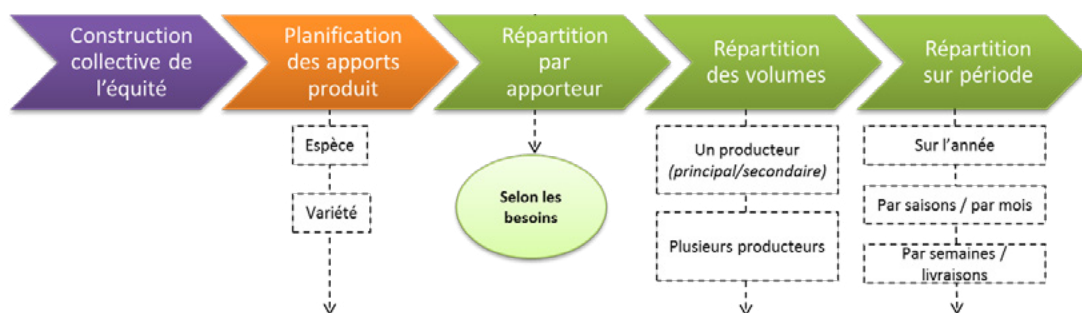 Construction
collective de
l'équité
Planification
des apports
produit
Répartition
par
apporteur
Répartition
des volumes
Répartition
sur période
Espèce
Variété
Selon les
besoins
Un producteur
(principal/secondaire)
Plusieurs producteurs
Sur l'année
Par saisons / par mois
Par semaines /
livraisons